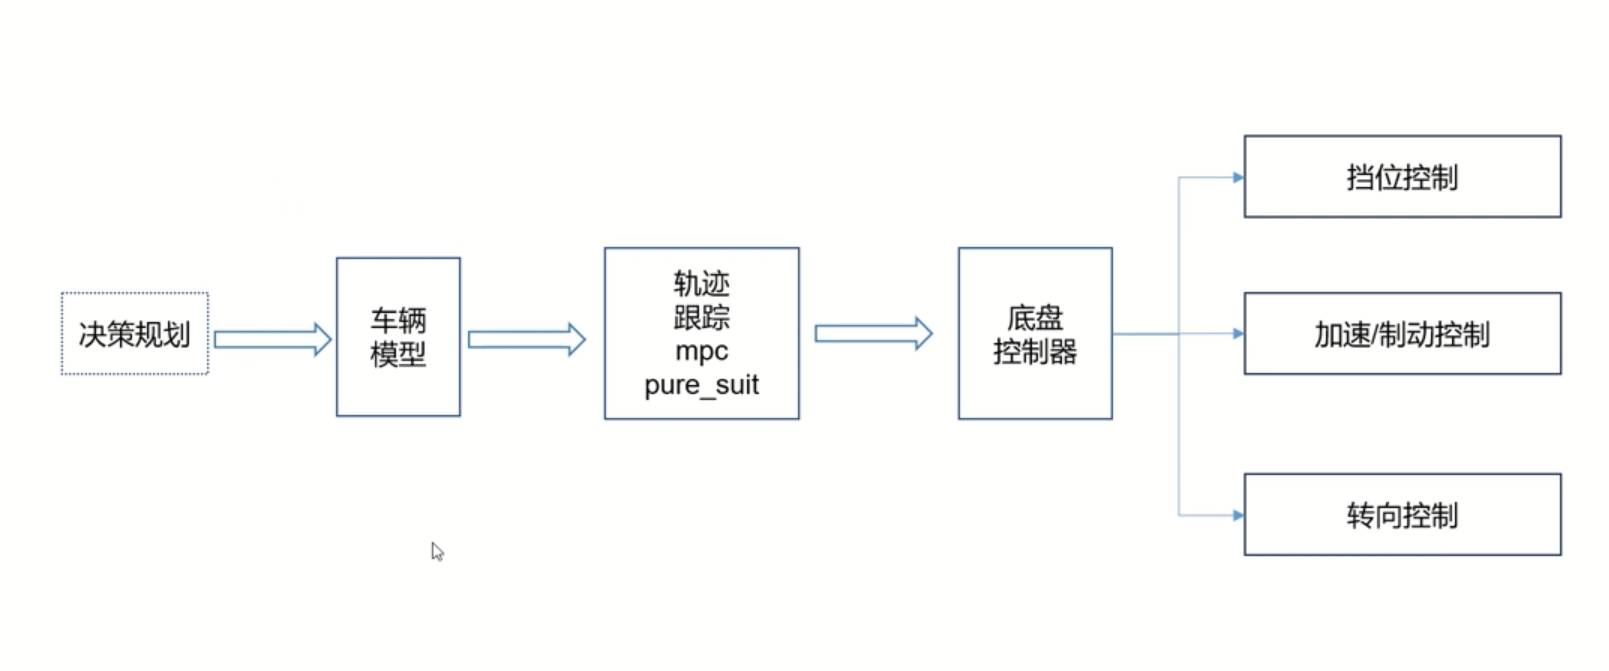 决策规划
车辆
模型
轨迹
跟踪
mpc
pure_suit
底盘
控制器
挡位控制
加速/制动控制
转向控制